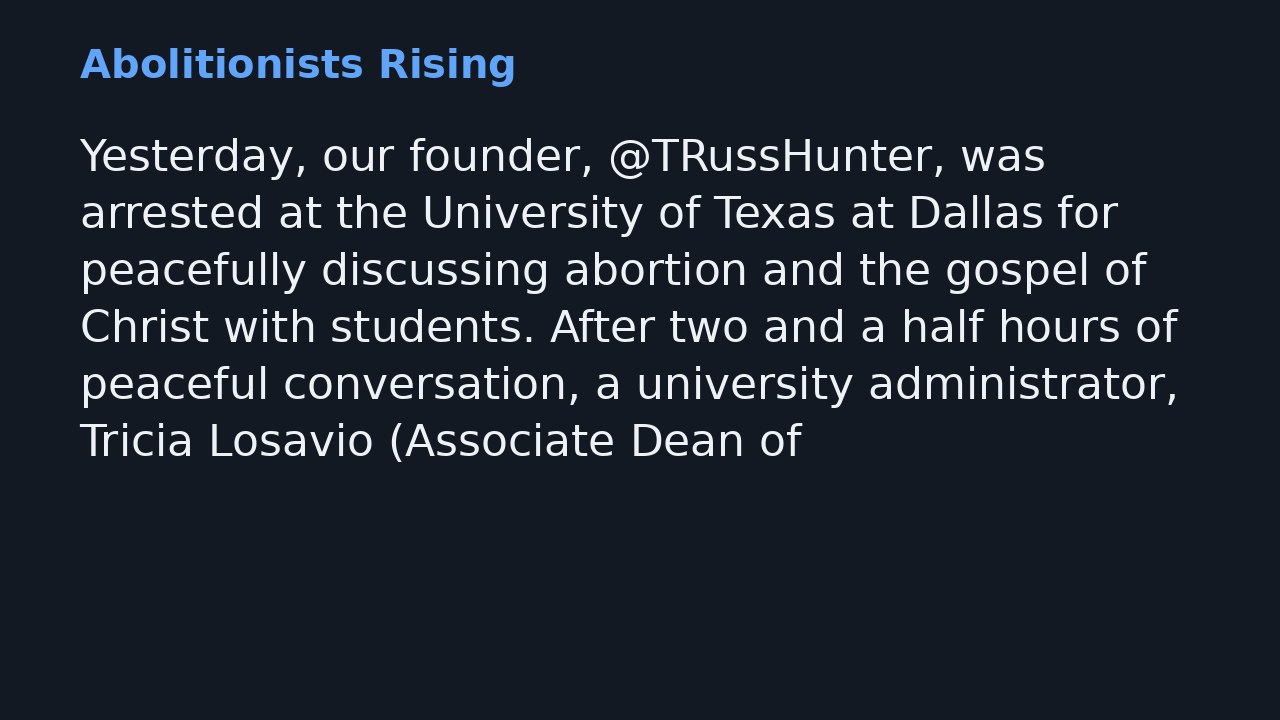 Abolitionists Rising
Yesterday, our founder, @TRussHunter, was
arrested at the University of Texas at Dallas for
peacefully discussing abortion and the gospel of
Christ with students. After two and a half hours of
peaceful conversation, a university administrator,
Tricia Losavio (Associate Dean of